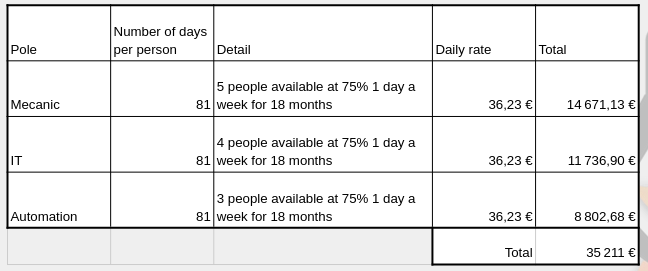 Pole Number of days per person Detail Daily rate Total
Mecanic 81 5 people available at 75% 1 day a week for 18 months 36,23 € 14 671,13 €
IT 81 4 people available at 75% 1 day a week for 18 months 36,23 € 11 736,90 €
Automation 81 3 people available at 75% 1 day a week for 18 months 36,23 € 8 802,68 €
Total 35 211 €